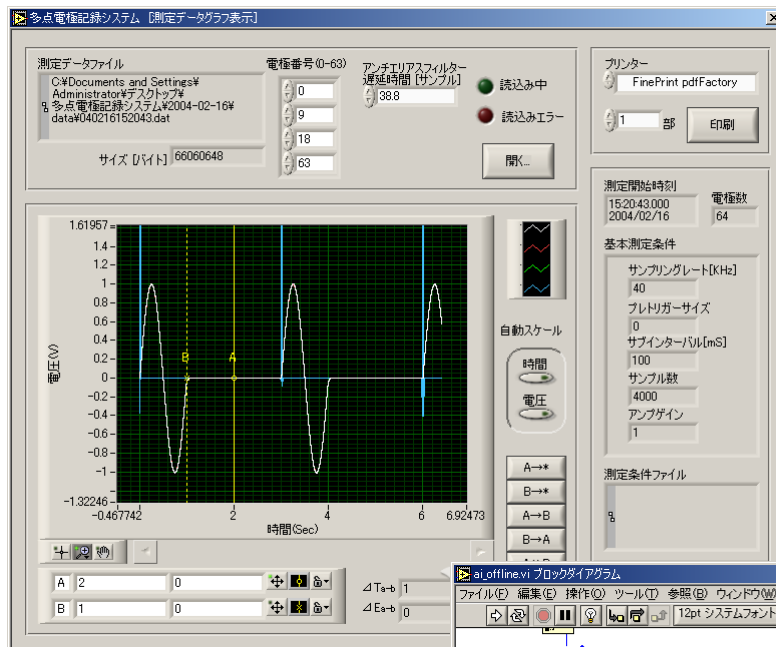 多点電極記録システム [測定データグラフ表示]
測定データファイル
C:¥Documents and Settings¥
Administrator¥デスクトップ¥
多点電極記録システム¥2004-02-16¥
data¥040216152043.dat
サイズ [バイト] 66060648
電極番号(0-63)
0
9
18
63
アンチエリアスフィルター
遅延時間 [サンプル]
38.8
読込み中
読込みエラー
開く...
プリンター
FinePrint pdfFactory
1 部 印刷
測定開始時刻
15:20:43.000
2004/02/16
電極数
64
基本測定条件
サンプリングレート[KHz]
40
プレトリガーサイズ
0
サブインターバル[mS]
100
サンプル数
4000
アンプゲイン
1
測定条件ファイル
1.61957
1.4
1.2
1
0.8
0.6
0.4
0.2
0
-0.2
-0.4
-0.6
-0.8
-1
-1.32246
電圧(V)
B
A
-0.467742
2
4
6
6.92473
時間(Sec)
自動スケール
時間
電圧
A→*
B→*
A→B
B→A
A 2 0
B 1 0
⊿Ta-b 1
⊿Ea-b 0
ai_offline.vi ブロックダイアグラム
ファイル(F) 編集(E) 操作(O) ツール(T) 参照(B) ウィンドウ(W)
12pt システムフォント